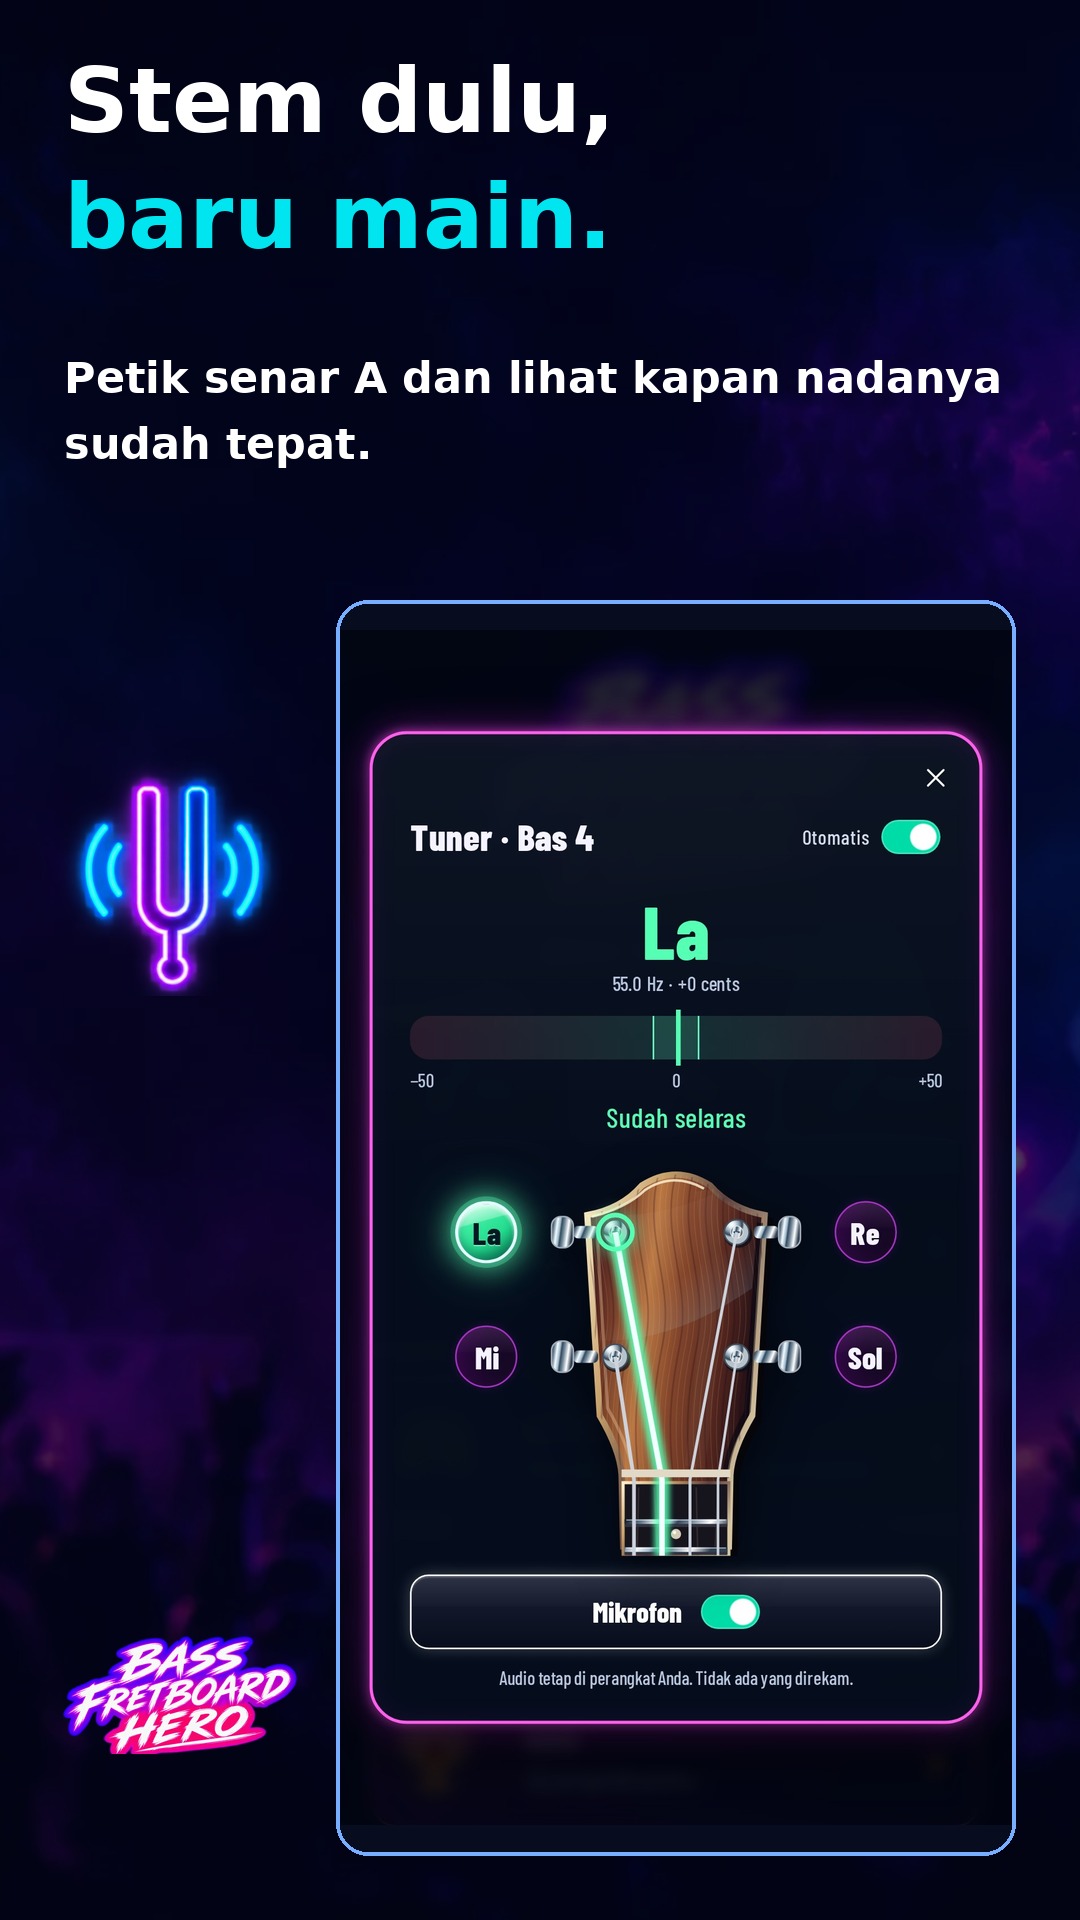 Stem dulu,
baru main.
Petik senar A dan lihat kapan nadanya
sudah tepat.
BASS
Tuner · Bas 4
Otomatis
La
55.0 Hz · +0 cents
−50
0
+50
Sudah selaras
La
Re
Mi
Sol
Mikrofon
Audio tetap di perangkat Anda. Tidak ada yang direkam.
BASS
FRETBOARD
HERO